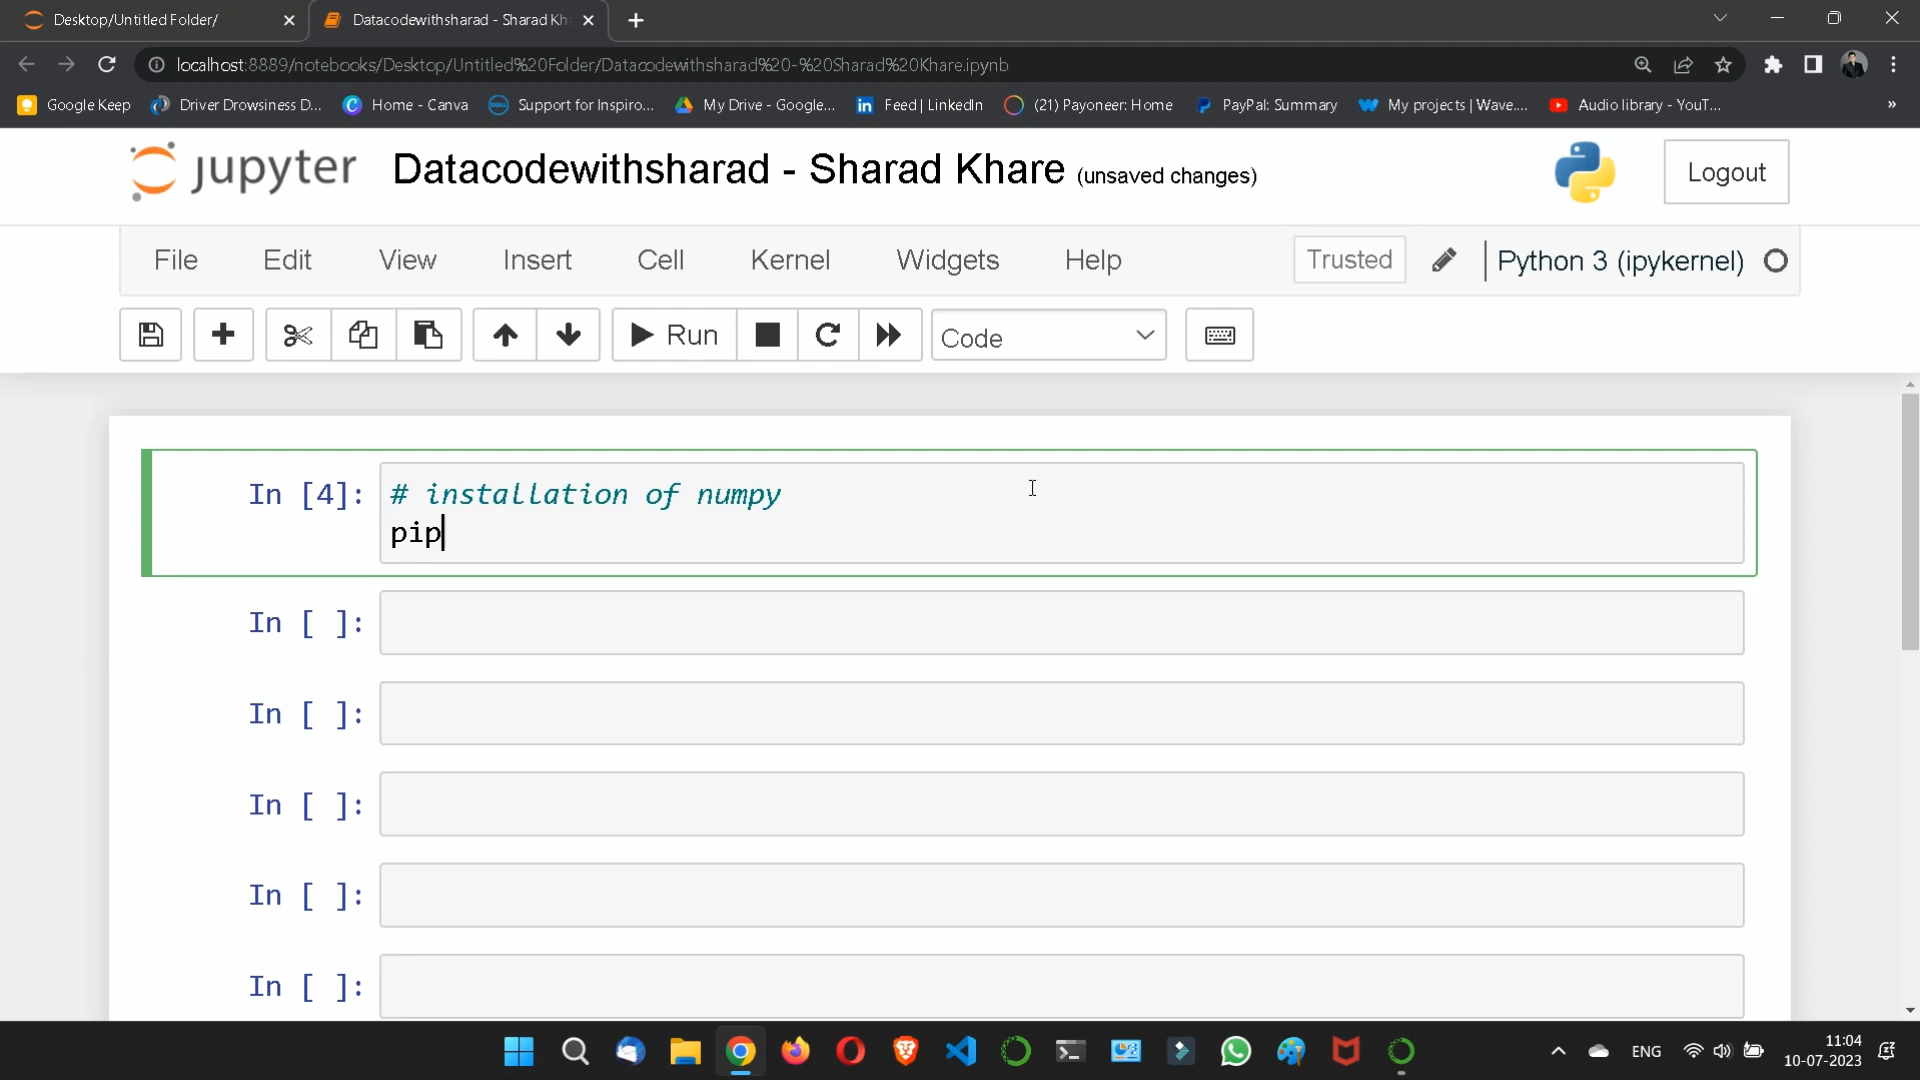 Desktop/Untitled Folder/
Datacodewithsharad - Sharad Kh
localhost:8889/notebooks/Desktop/Untitled%20Folder/Datacodewithsharad%20-%20Sharad%20Khare.ipynb
Google Keep
Driver Drowsiness D...
Home - Canva
Support for Inspiro...
My Drive - Google...
Feed | LinkedIn
(21) Payoneer: Home
PayPal: Summary
My projects | Wave....
Audio library - YouT...
»
jupyter Datacodewithsharad - Sharad Khare (unsaved changes)
Logout
File Edit View Insert Cell Kernel Widgets Help
Trusted
Python 3 (ipykernel)
Run
Code
In [4]: # installation of numpy
pip
In [ ]:
In [ ]:
In [ ]:
In [ ]:
In [ ]:
ENG
11:04
10-07-2023